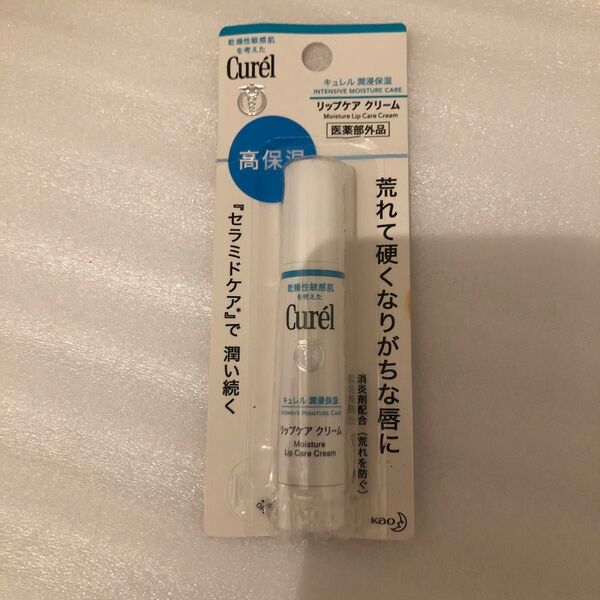 乾燥性敏感肌
を考えた
Curél
キュレル 潤浸保湿
INTENSIVE MOISTURE CARE
リップケア クリーム
Moisture Lip Care Cream
医薬部外品
高保湿
荒れて硬くなりがちな唇に
消炎剤配合（荒れを防ぐ）
『セラミドケア』*で 潤い続く
乾燥性敏感肌
を考えた
Curél
キュレル 潤浸保湿
INTENSIVE MOISTURE CARE
リップケア クリーム
Moisture
Lip Care Cream
Kao